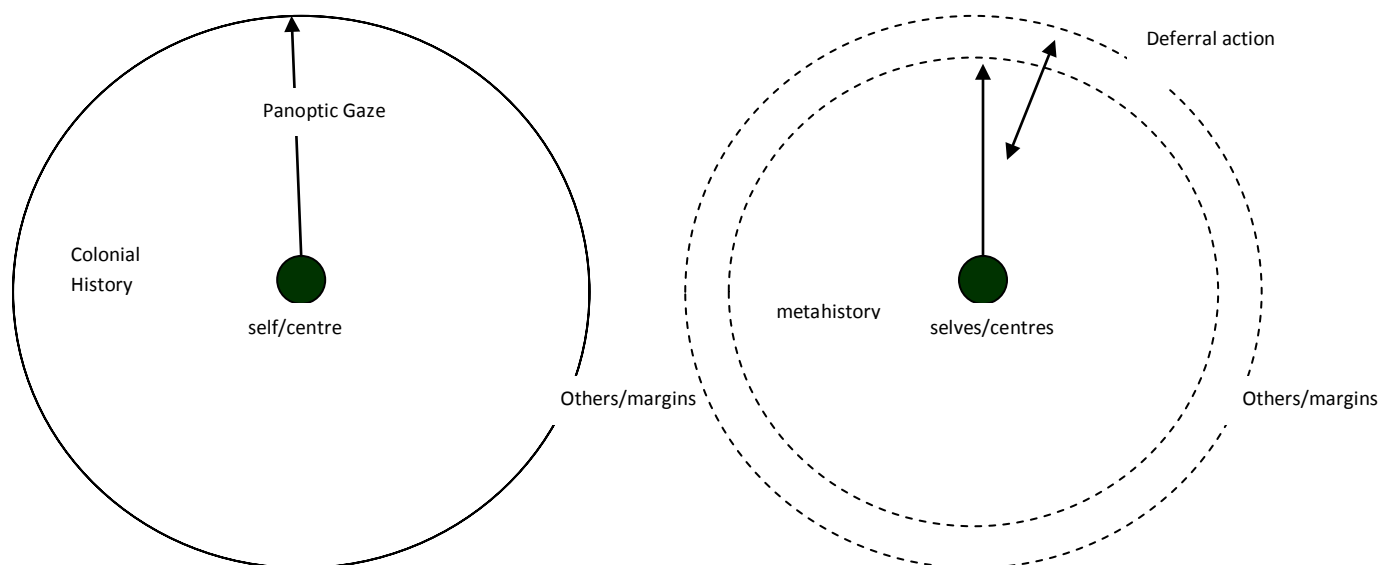 Panoptic Gaze
Colonial
History
self/centre
Others/margins
Deferral action
metahistory
selves/centres
Others/margins